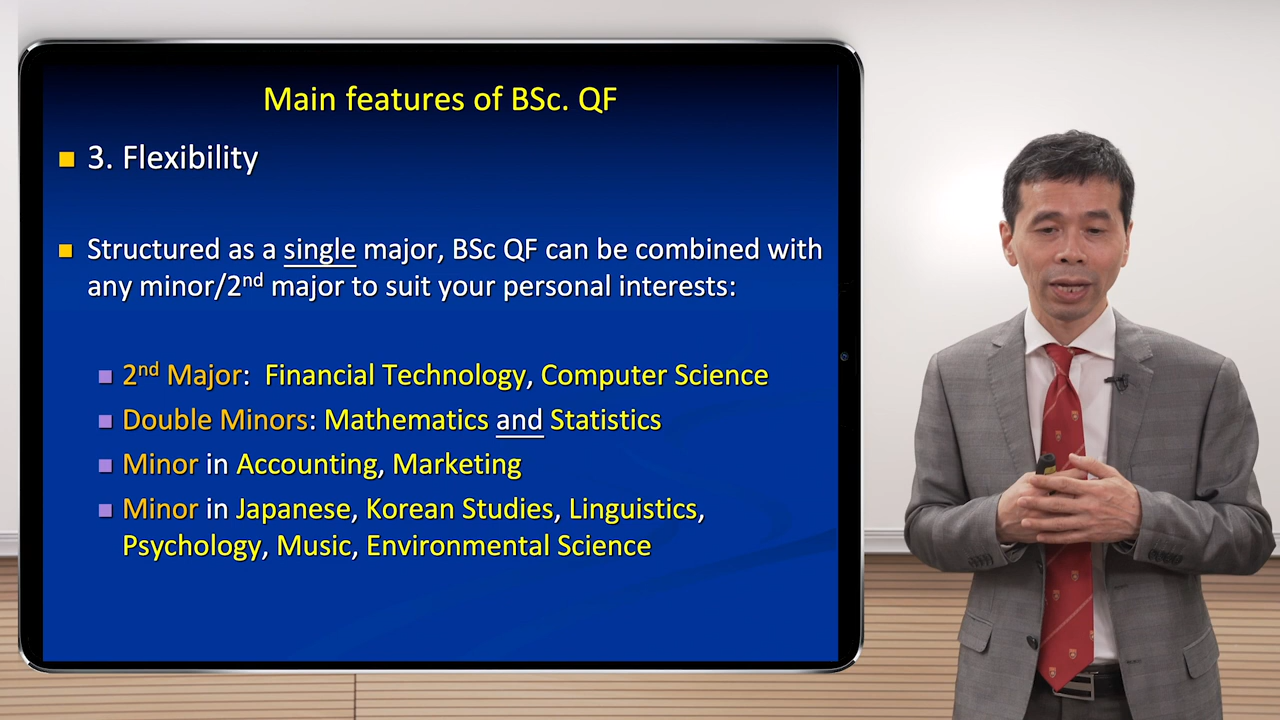 Main features of BSc. QF
3. Flexibility
Structured as a single major, BSc QF can be combined with
any minor/2nd major to suit your personal interests:
2nd Major: Financial Technology, Computer Science
Double Minors: Mathematics and Statistics
Minor in Accounting, Marketing
Minor in Japanese, Korean Studies, Linguistics,
Psychology, Music, Environmental Science